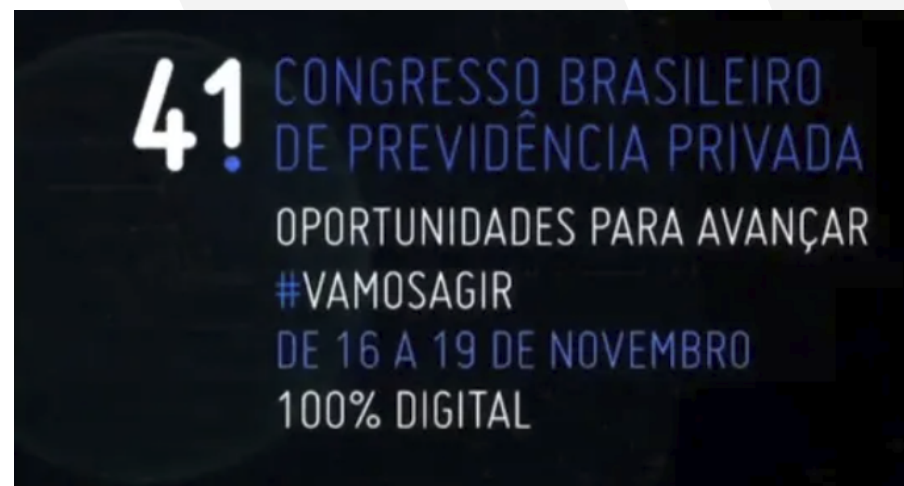 41 CONGRESSO BRASILEIRO
DE PREVIDÊNCIA PRIVADA
OPORTUNIDADES PARA AVANÇAR
#VAMOSAGIR
DE 16 A 19 DE NOVEMBRO
100% DIGITAL